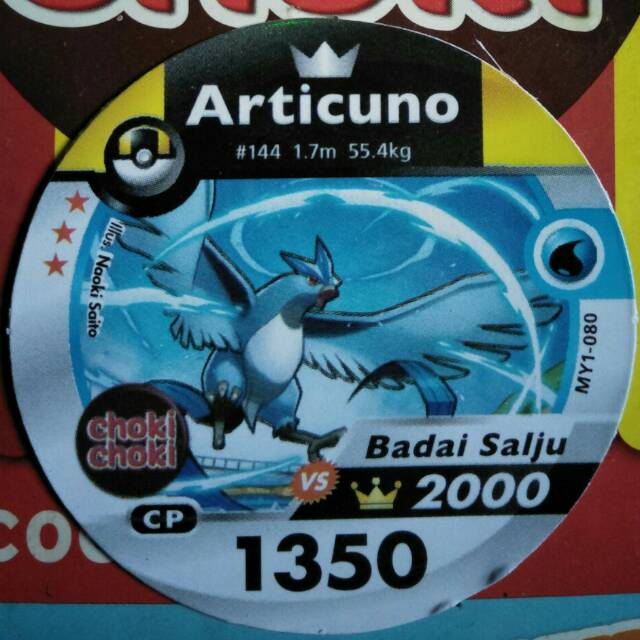 Articuno
#144 1.7m 55.4kg
Illus Naoki Saito
MY1-080
choki
choki
Badai Salju
VS
2000
CP
1350